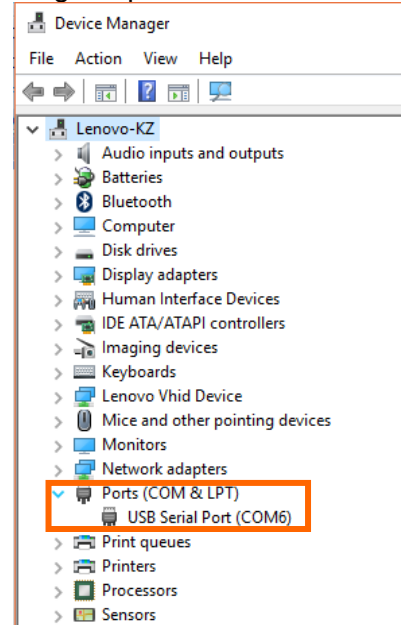 Device Manager
File Action View Help
Lenovo-KZ
Audio inputs and outputs
Batteries
Bluetooth
Computer
Disk drives
Display adapters
Human Interface Devices
IDE ATA/ATAPI controllers
Imaging devices
Keyboards
Lenovo Vhid Device
Mice and other pointing devices
Monitors
Network adapters
Ports (COM & LPT)
USB Serial Port (COM6)
Print queues
Printers
Processors
Sensors